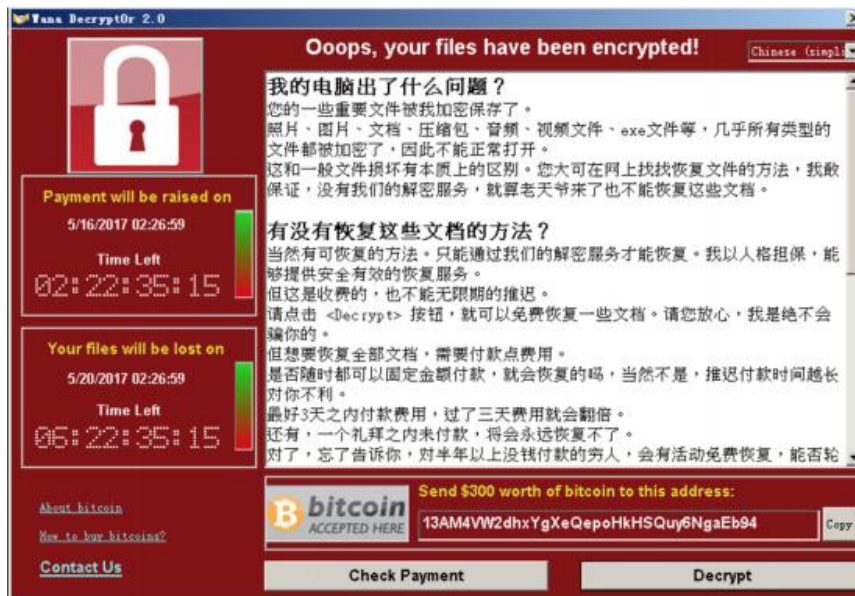 Wana Decrypt0r 2.0
Ooops, your files have been encrypted!
Chinese (simpli
Payment will be raised on
5/16/2017 02:26:59
Time Left
02:22:35:15
Your files will be lost on
5/20/2017 02:26:59
Time Left
06:22:35:15
About bitcoin
How to buy bitcoins?
Contact Us
我的电脑出了什么问题？
您的一些重要文件被我加密保存了。
照片、图片、文档、压缩包、音频、视频文件、exe文件等，几乎所有类型的
文件都被加密了，因此不能正常打开。
这和一般文件损坏有本质上的区别。您大可在网上找找恢复文件的方法，我敢
保证，没有我们的解密服务，就算老天爷来了也不能恢复这些文档。
有没有恢复这些文档的方法？
当然有可恢复的方法。只能通过我们的解密服务才能恢复。我以人格担保，能
够提供安全有效的恢复服务。
但这是收费的，也不能无限期的推迟。
请点击 <Decrypt> 按钮，就可以免费恢复一些文档。请您放心，我是绝不会
骗你的。
但想要恢复全部文档，需要付款点费用。
是否随时都可以固定金额付款，就会恢复的吗，当然不是，推迟付款时间越长
对你不利。
最好3天之内付款费用，过了三天费用就会翻倍。
还有，一个礼拜之内未付款，将会永远恢复不了。
对了，忘了告诉你，对半年以上没钱付款的穷人，会有活动免费恢复，能否轮
bitcoin
ACCEPTED HERE
Send $300 worth of bitcoin to this address:
13AM4VW2dhxYgXeQepoHkHSQuy6NgaEb94
Copy
Check Payment
Decrypt